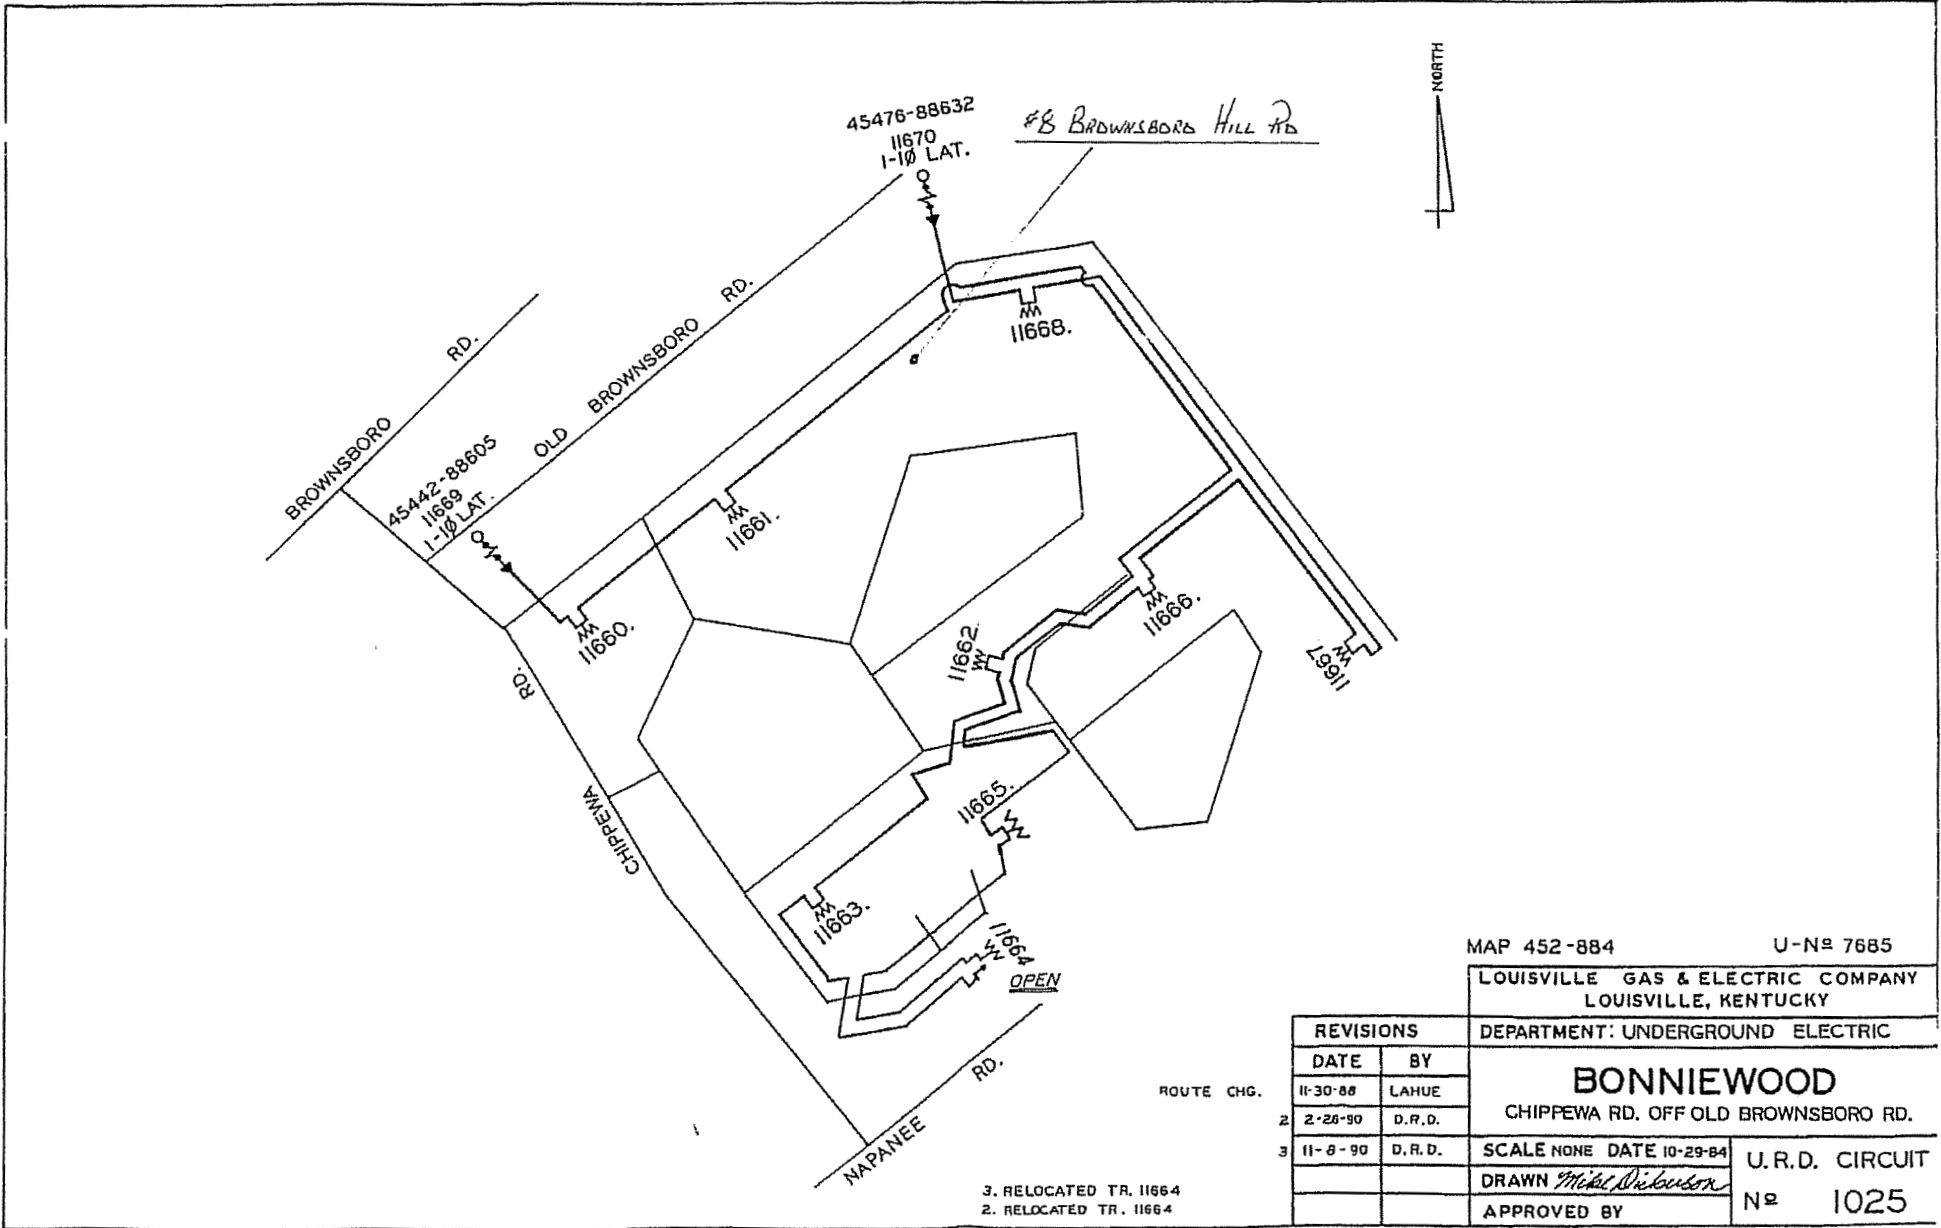 NORTH
45476-88632
11670
1-1Ø LAT.
#8 BROWNSBORO HILL RD
BROWNSBORO RD.
OLD BROWNSBORO RD.
45442-88605
11669
1-1Ø LAT.
11668.
11661.
11660.
11666.
11662.
11667
RD.
CHIPPEWA
11665.
11663.
11664
OPEN
NAPANEE RD.
MAP 452-884
U-Nº 7685
LOUISVILLE GAS & ELECTRIC COMPANY
LOUISVILLE, KENTUCKY
DEPARTMENT: UNDERGROUND ELECTRIC
BONNIEWOOD
CHIPPEWA RD. OFF OLD BROWNSBORO RD.
SCALE NONE DATE 10-29-84
DRAWN Mike Dickerson
APPROVED BY
U.R.D. CIRCUIT
Nº 1025
REVISIONS
DATE BY
ROUTE CHG. 11-30-88 LAHUE
2 2-26-90 D.R.D.
3 11-8-90 D.R.D.
3. RELOCATED TR. 11664
2. RELOCATED TR. 11664